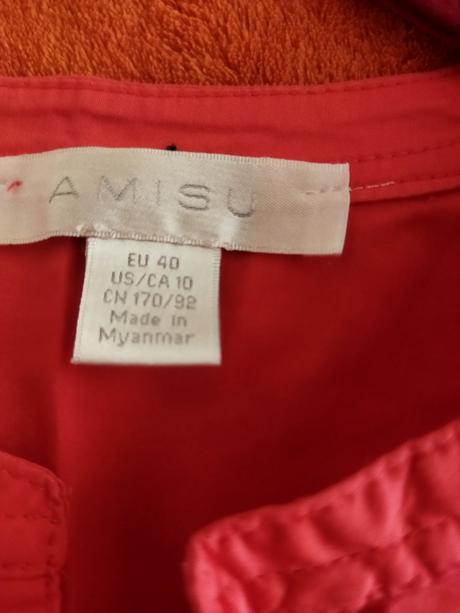 AMISU
EU 40
US/CA 10
CN 170/92
Made in
Myanmar